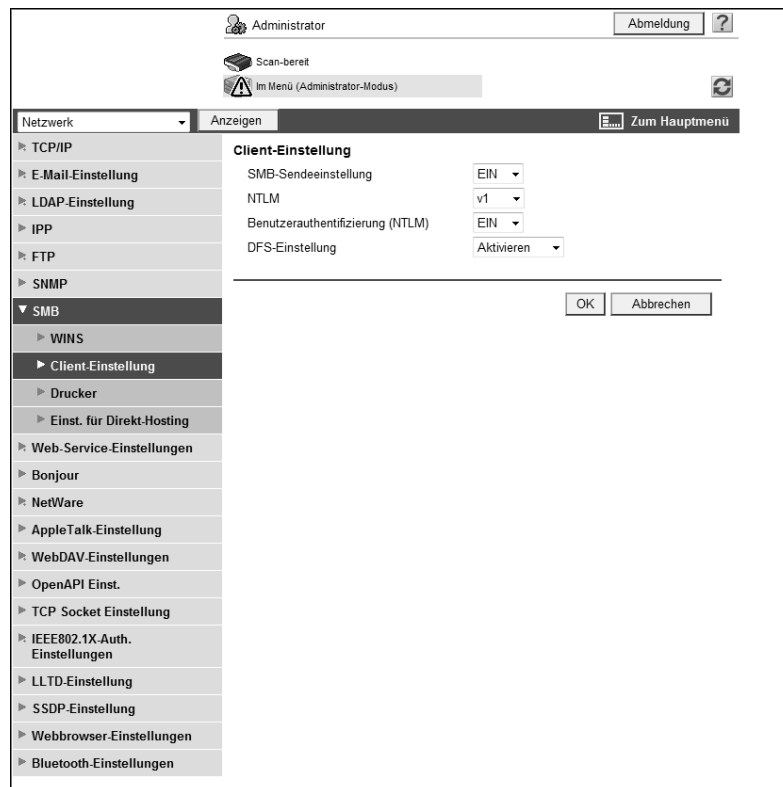 Administrator
Abmeldung
?
Scan-bereit
Im Menü (Administrator-Modus)
Netzwerk
Anzeigen
Zum Hauptmenü
TCP/IP
E-Mail-Einstellung
LDAP-Einstellung
IPP
FTP
SNMP
SMB
WINS
Client-Einstellung
Drucker
Einst. für Direkt-Hosting
Web-Service-Einstellungen
Bonjour
NetWare
AppleTalk-Einstellung
WebDAV-Einstellungen
OpenAPI Einst.
TCP Socket Einstellung
IEEE802.1X-Auth.
Einstellungen
LLTD-Einstellung
SSDP-Einstellung
Webbrowser-Einstellungen
Bluetooth-Einstellungen
Client-Einstellung
SMB-Sendeeinstellung EIN
NTLM v1
Benutzerauthentifizierung (NTLM) EIN
DFS-Einstellung Aktivieren
OK Abbrechen